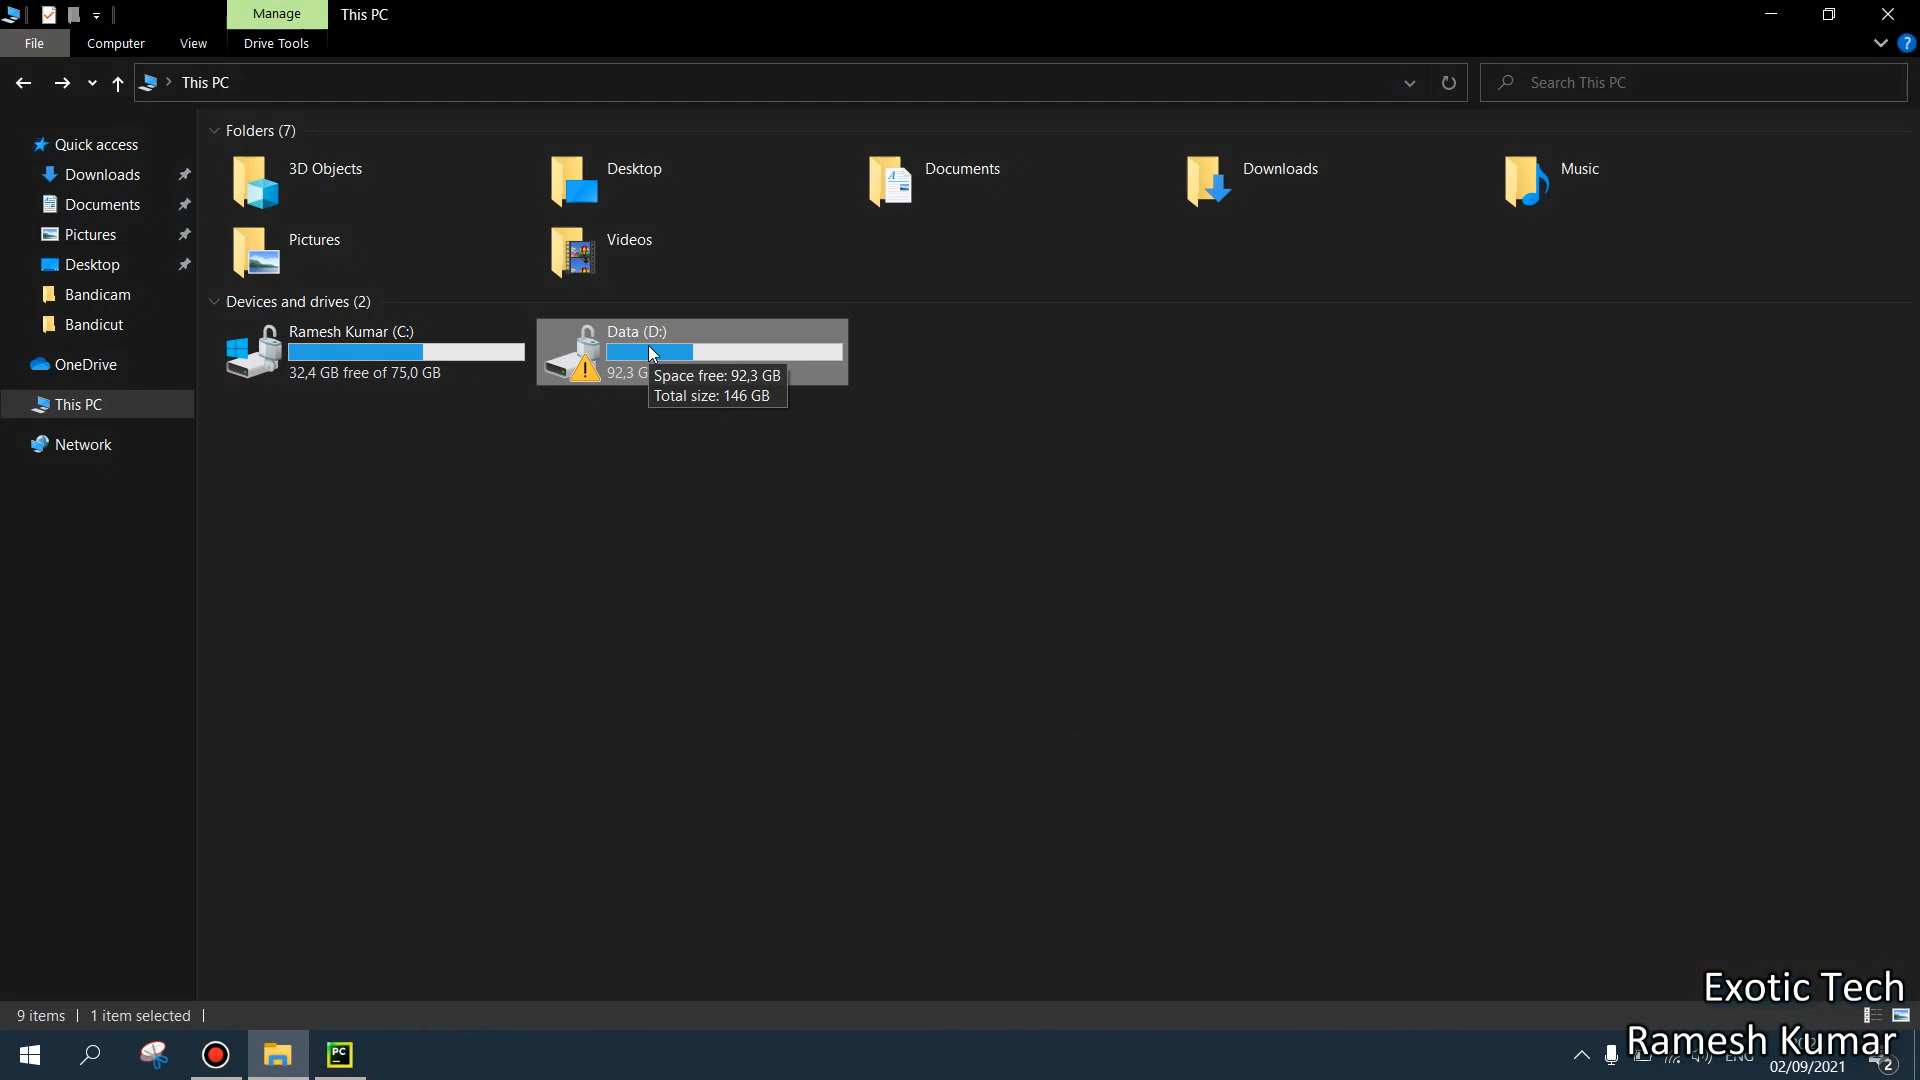 Manage
This PC
File
Computer
View
Drive Tools
This PC
Search This PC
Quick access
Downloads
Documents
Pictures
Desktop
Bandicam
Bandicut
OneDrive
This PC
Network
Folders (7)
3D Objects
Desktop
Documents
Downloads
Music
Pictures
Videos
Devices and drives (2)
Ramesh Kumar (C:)
32,4 GB free of 75,0 GB
Data (D:)
92,3 G
Space free: 92,3 GB
Total size: 146 GB
9 items
1 item selected
Exotic Tech
Ramesh Kumar
PC
ENG
02/09/2021
2